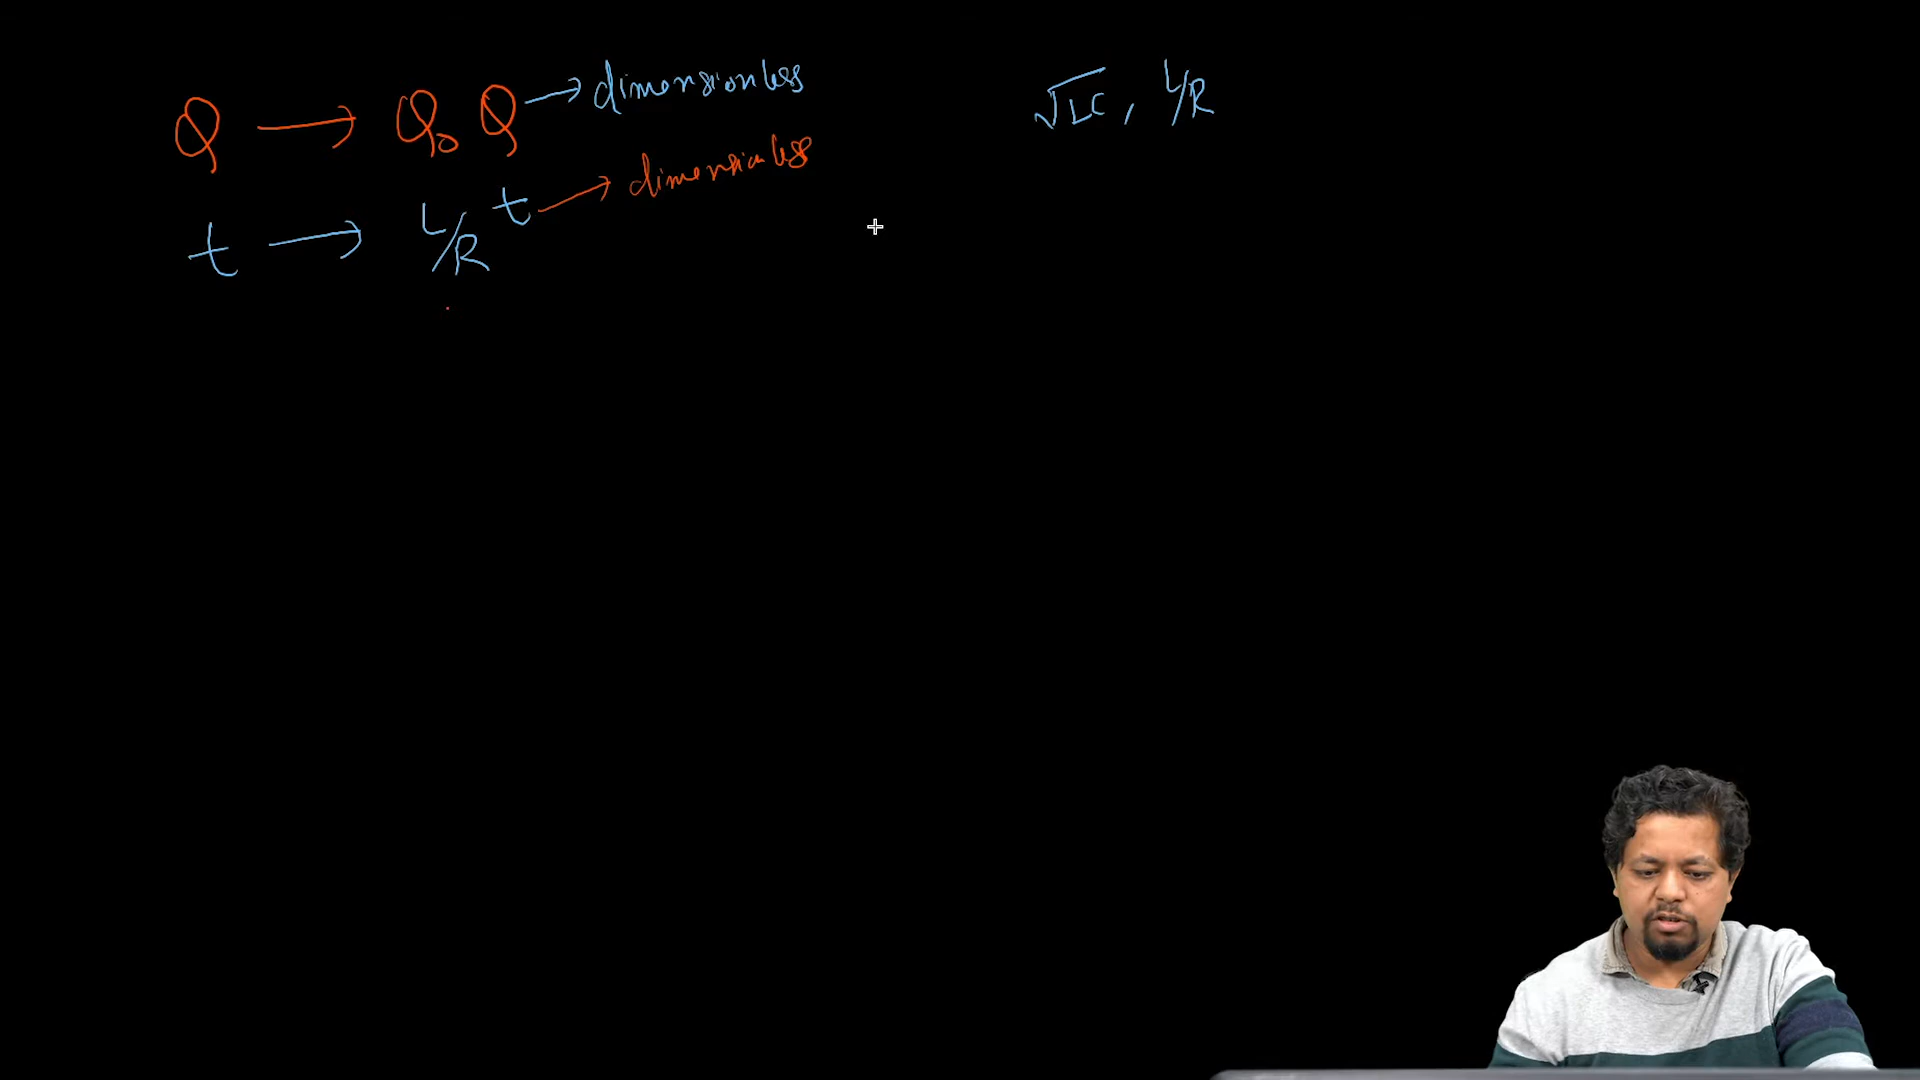 Q → Q₀ Q → dimensionless
t → L/R t → dimensionless
√LC , L/R